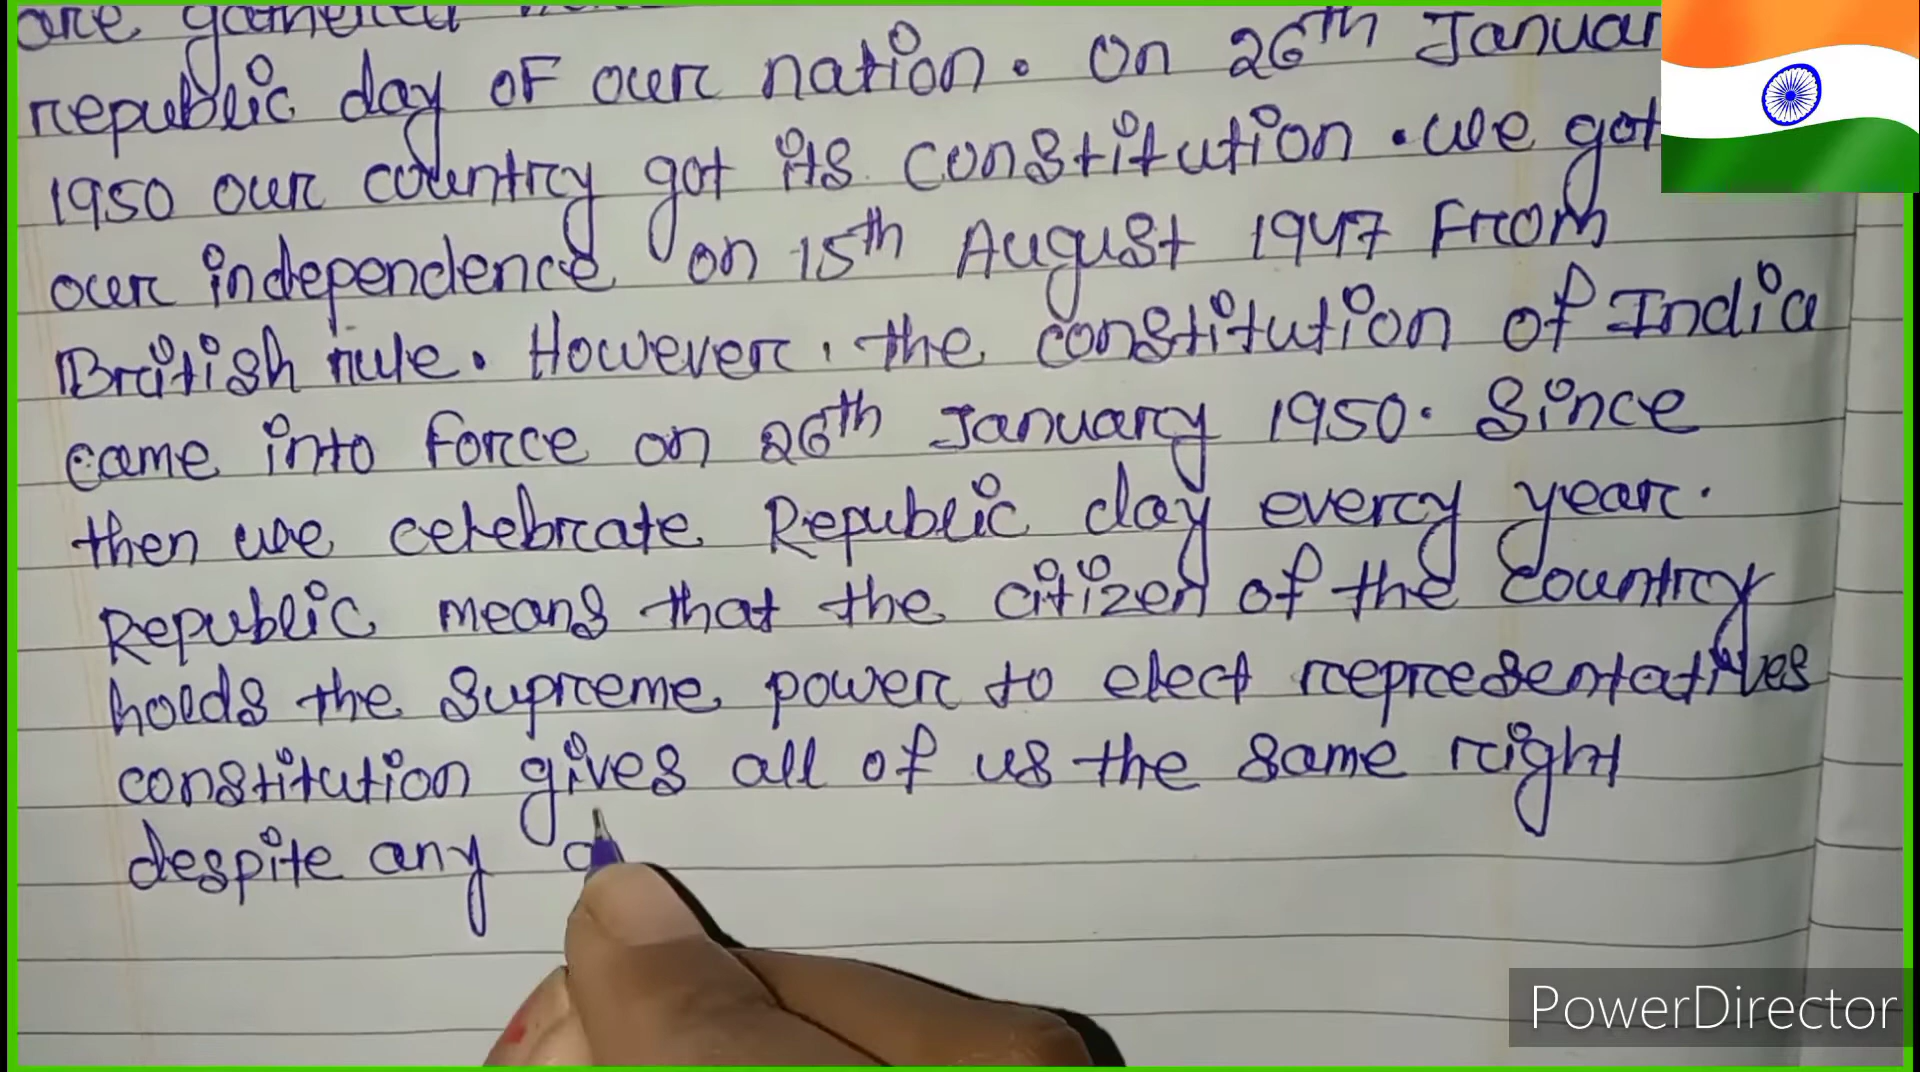 are gathered
republic day of our nation. On 26th Januar
1950 our country got its constitution. we got
our independence on 15th August 1947 From
British rule. However, the constitution of India
came into force on 26th January 1950. Since
then we celebrate Republic day every year.
Republic means that the citizen of the country
holds the supreme power to elect representatives
constitution gives all of us the same right
despite any
PowerDirector